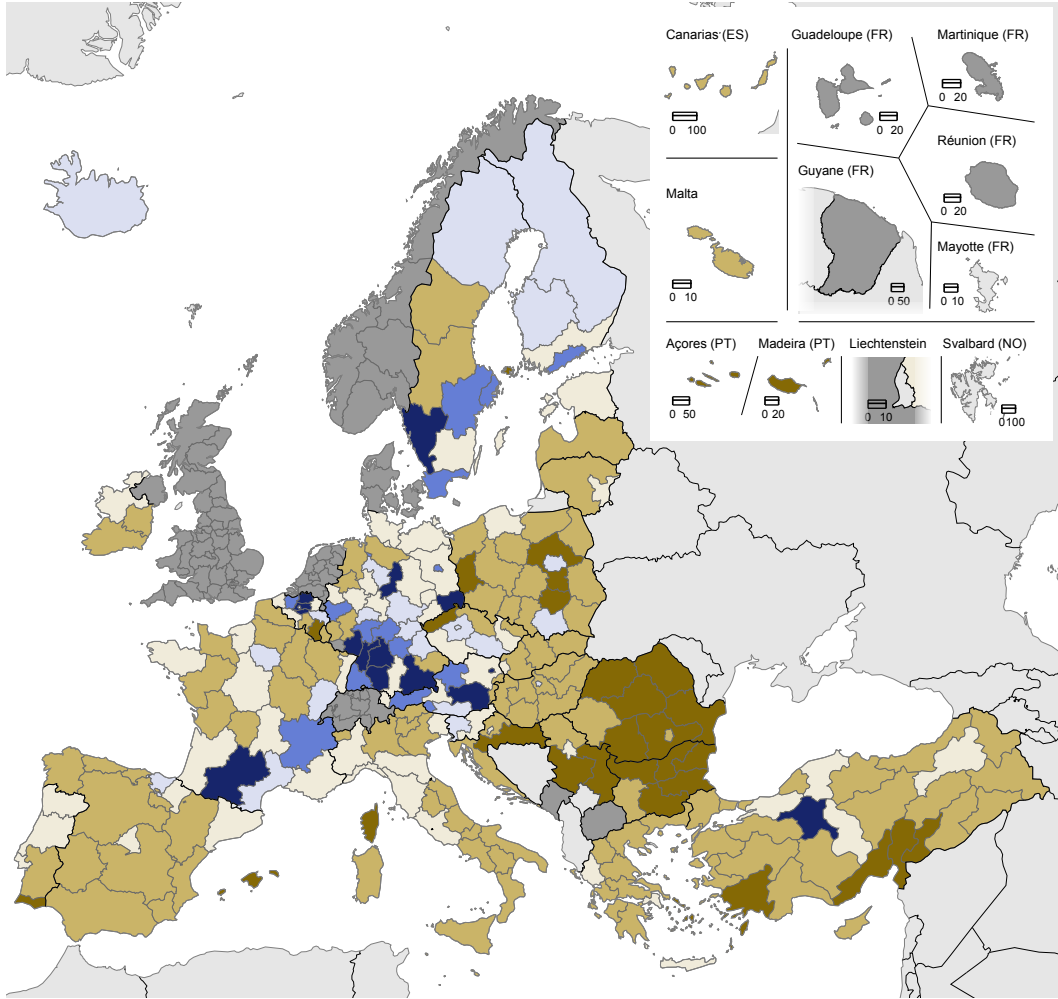 Canarias (ES)
0 100
Guadeloupe (FR)
0 20
Martinique (FR)
0 20
Réunion (FR)
0 20
Guyane (FR)
0 50
Mayotte (FR)
0 10
Malta
0 10
Açores (PT)
0 50
Madeira (PT)
0 20
Liechtenstein
0 10
Svalbard (NO)
0100